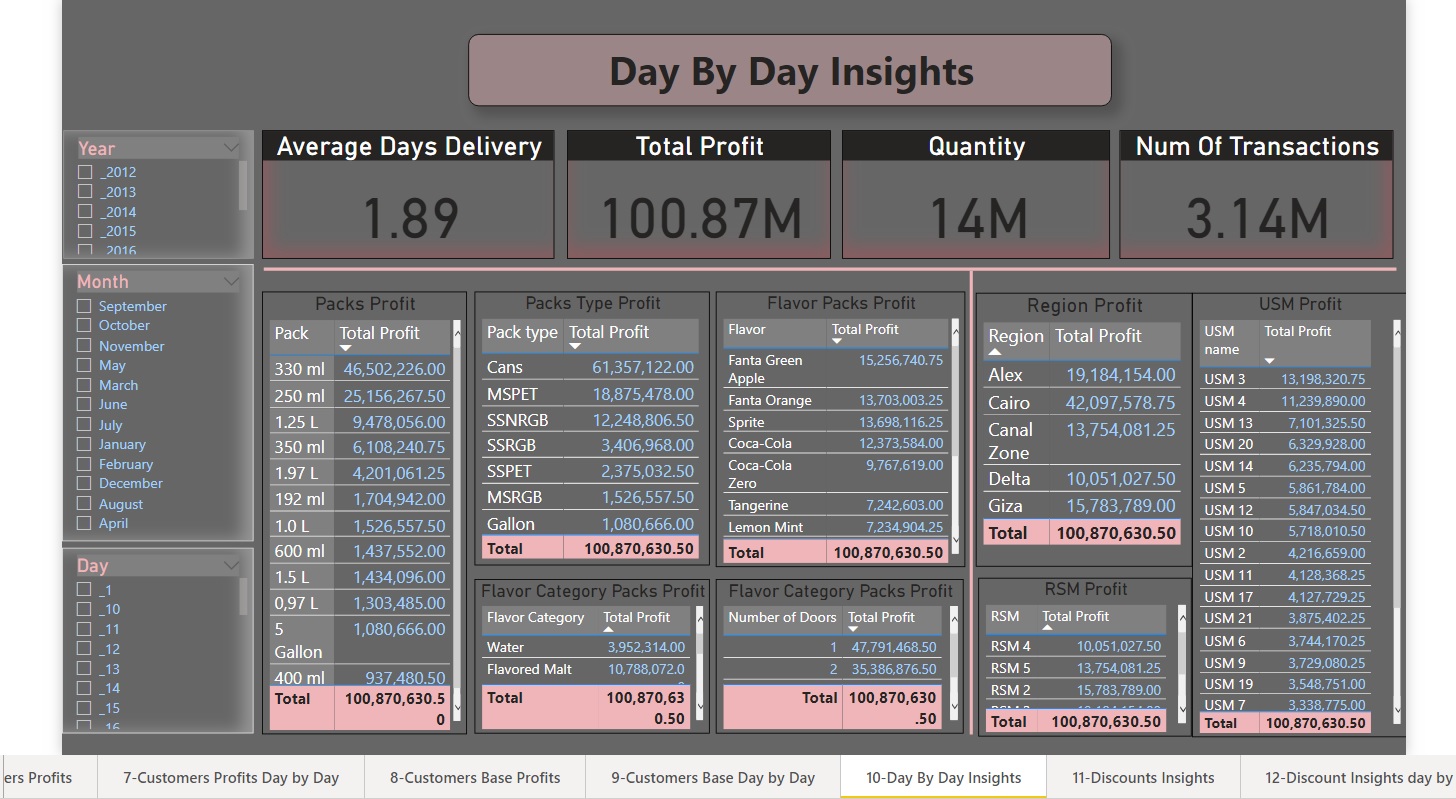 Day By Day Insights
Year
_2012
_2013
_2014
_2015
_2016
Month
September
October
November
May
March
June
July
January
February
December
August
April
Day
_1
_10
_11
_12
_13
_14
_15
_16
Average Days Delivery
1.89
Total Profit
100.87M
Quantity
14M
Num Of Transactions
3.14M
Packs Profit
Pack Total Profit
330 ml 46,502,226.00
250 ml 25,156,267.50
1.25 L 9,478,056.00
350 ml 6,108,240.75
1.97 L 4,201,061.25
192 ml 1,704,942.00
1.0 L 1,526,557.50
600 ml 1,437,552.00
1.5 L 1,434,096.00
0,97 L 1,303,485.00
5 1,080,666.00
Gallon
400 ml 937,480.50
Total 100,870,630.5
0
Packs Type Profit
Pack type Total Profit
Cans 61,357,122.00
MSPET 18,875,478.00
SSNRGB 12,248,806.50
SSRGB 3,406,968.00
SSPET 2,375,032.50
MSRGB 1,526,557.50
Gallon 1,080,666.00
Total 100,870,630.50
Flavor Packs Profit
Flavor Total Profit
Fanta Green 15,256,740.75
Apple
Fanta Orange 13,703,003.25
Sprite 13,698,116.25
Coca-Cola 12,373,584.00
Coca-Cola 9,767,619.00
Zero
Tangerine 7,242,603.00
Lemon Mint 7,234,904.25
Total 100,870,630.50
Flavor Category Packs Profit
Flavor Category Total Profit
Water 3,952,314.00
Flavored Malt 10,788,072.0
Total 100,870,63
0.50
Flavor Category Packs Profit
Number of Doors Total Profit
1 47,791,468.50
2 35,386,876.50
Total 100,870,630
.50
Region Profit
Region Total Profit
Alex 19,184,154.00
Cairo 42,097,578.75
Canal 13,754,081.25
Zone
Delta 10,051,027.50
Giza 15,783,789.00
Total 100,870,630.50
RSM Profit
RSM Total Profit
RSM 4 10,051,027.50
RSM 5 13,754,081.25
RSM 2 15,783,789.00
Total 100,870,630.50
USM Profit
USM Total Profit
name
USM 3 13,198,320.75
USM 4 11,239,890.00
USM 13 7,101,325.50
USM 20 6,329,928.00
USM 14 6,235,794.00
USM 5 5,861,784.00
USM 12 5,847,034.50
USM 10 5,718,010.50
USM 2 4,216,659.00
USM 11 4,128,368.25
USM 17 4,127,729.25
USM 21 3,875,402.25
USM 6 3,744,170.25
USM 9 3,729,080.25
USM 19 3,548,751.00
USM 7 3,338,775.00
Total 100,870,630.50
ers Profits
7-Customers Profits Day by Day
8-Customers Base Profits
9-Customers Base Day by Day
10-Day By Day Insights
11-Discounts Insights
12-Discount Insights day by